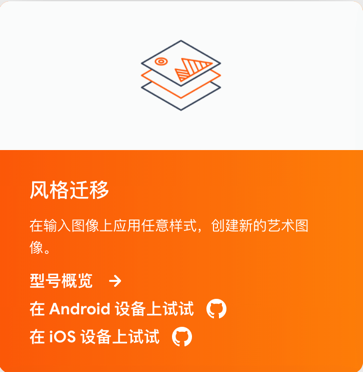 风格迁移
在输入图像上应用任意样式，创建新的艺术图
像。
型号概览 →
在 Android 设备上试试
在 iOS 设备上试试